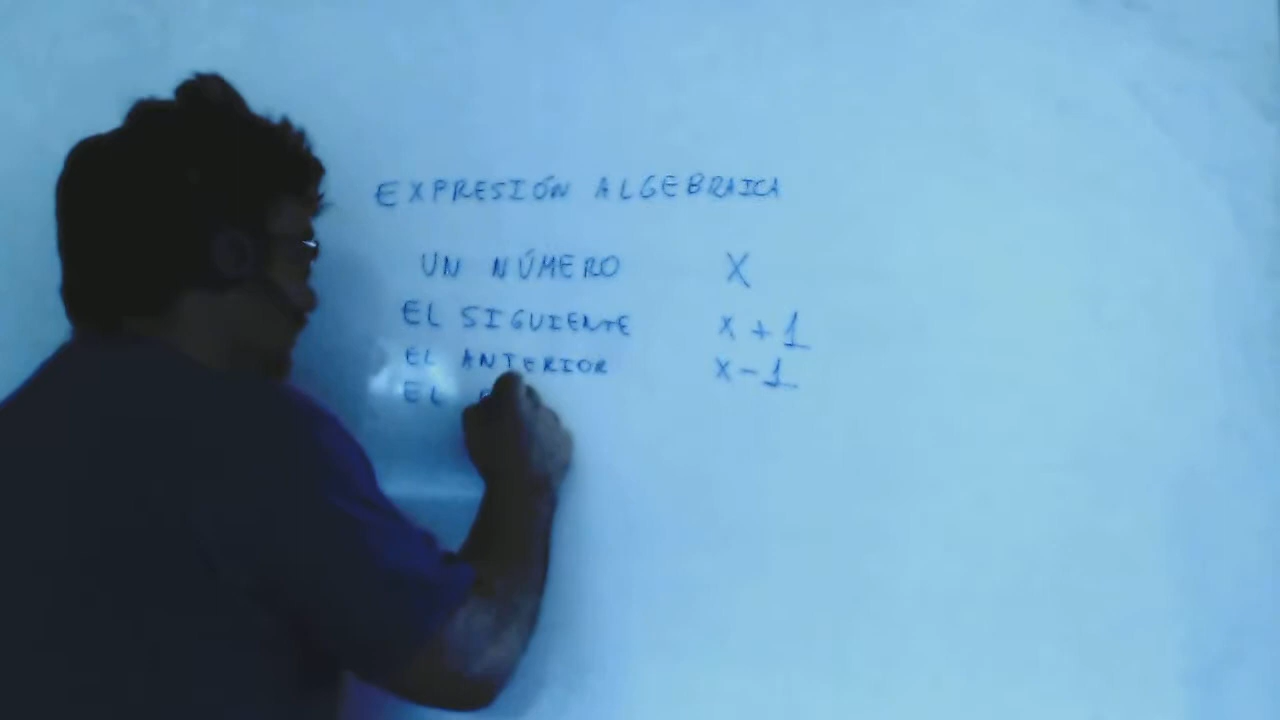 EXPRESIÓN ALGEBRAICA
UN NÚMERO X
EL SIGUIENTE x + 1
EL ANTERIOR x - 1
EL